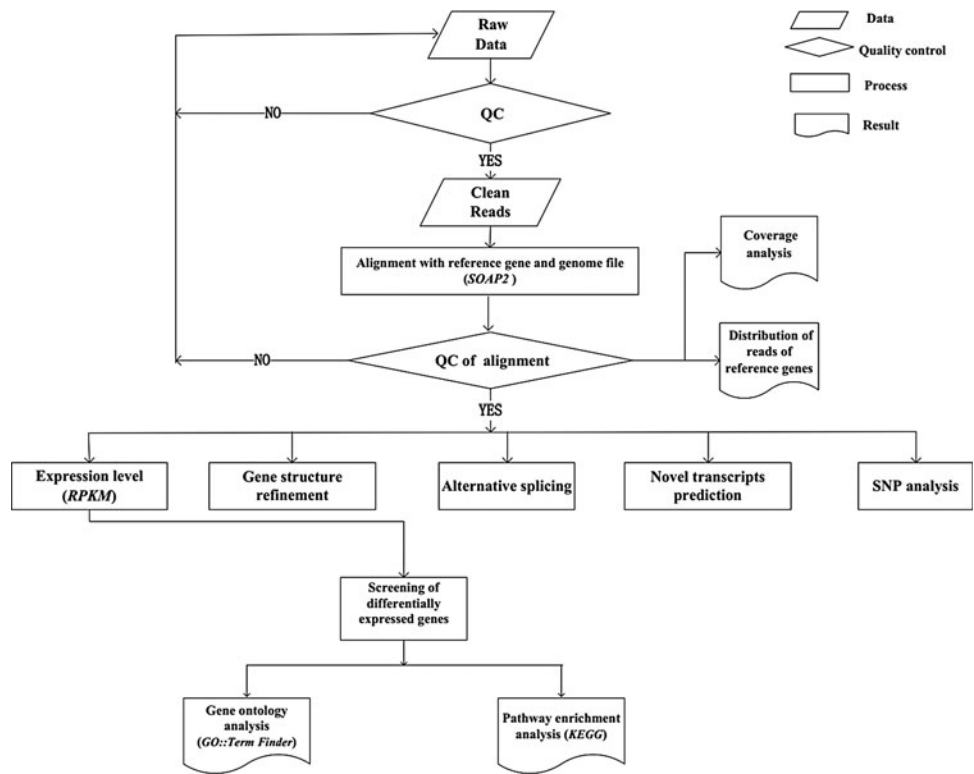 Raw
Data
Data
Quality control
Process
Result
QC
NO
YES
Clean
Reads
Alignment with reference gene and genome file
(SOAP2 )
Coverage
analysis
QC of alignment
NO
Distribution of
reads of
reference genes
YES
Expression level
(RPKM)
Gene structure
refinement
Alternative splicing
Novel transcripts
prediction
SNP analysis
Screening of
differentially
expressed genes
Gene ontology
analysis
(GO::Term Finder)
Pathway enrichment
analysis (KEGG)